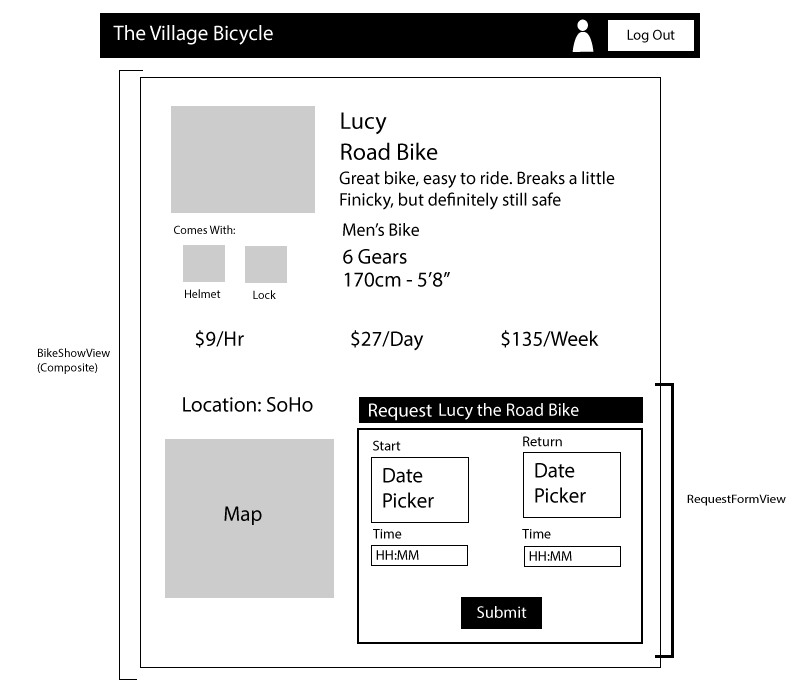 The Village Bicycle
Log Out
Lucy
Road Bike
Great bike, easy to ride. Breaks a little
Finicky, but definitely still safe
Comes With:
Helmet
Lock
Men’s Bike
6 Gears
170cm - 5’8”
$9/Hr
$27/Day
$135/Week
BikeShowView
(Composite)
Location: SoHo
Map
Request Lucy the Road Bike
Start
Return
Date
Picker
Date
Picker
Time
Time
HH:MM
HH:MM
Submit
RequestFormView